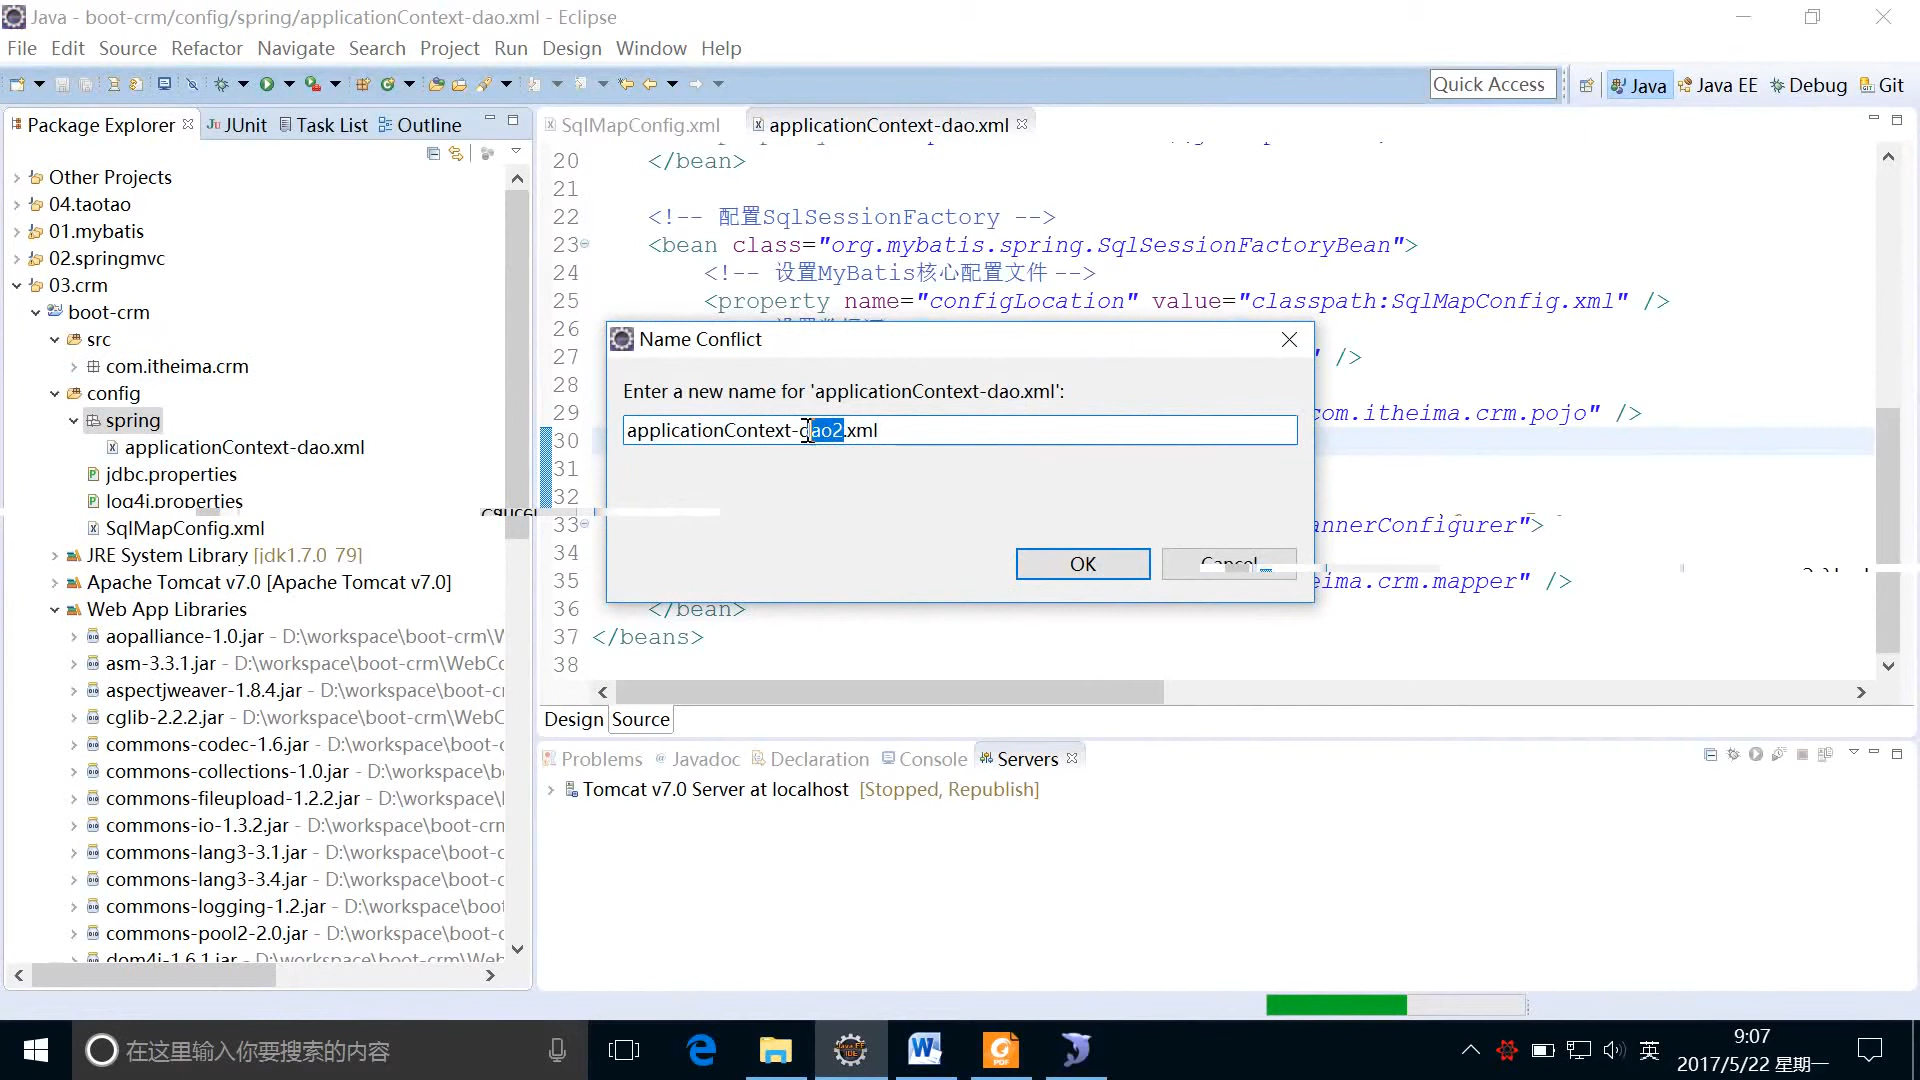 Java - boot-crm/config/spring/applicationContext-dao.xml - Eclipse
File Edit Source Refactor Navigate Search Project Run Design Window Help
Quick Access Java Java EE Debug Git
Package Explorer JUnit Task List Outline
SqlMapConfig.xml applicationContext-dao.xml
Other Projects
04.taotao
01.mybatis
02.springmvc
03.crm
boot-crm
src
com.itheima.crm
config
spring
applicationContext-dao.xml
jdbc.properties
log4j.properties
SqlMapConfig.xml
JRE System Library [jdk1.7.0_79]
Apache Tomcat v7.0 [Apache Tomcat v7.0]
Web App Libraries
aopalliance-1.0.jar - D:\workspace\boot-crm\W
asm-3.3.1.jar - D:\workspace\boot-crm\WebCo
aspectjweaver-1.8.4.jar - D:\workspace\boot-cr
cglib-2.2.2.jar - D:\workspace\boot-crm\WebC
commons-codec-1.6.jar - D:\workspace\boot-c
commons-collections-1.0.jar - D:\workspace\b
commons-fileupload-1.2.2.jar - D:\workspace\
commons-io-1.3.2.jar - D:\workspace\boot-crn
commons-lang3-3.1.jar - D:\workspace\boot-c
commons-lang3-3.4.jar - D:\workspace\boot-c
commons-logging-1.2.jar - D:\workspace\boot
commons-pool2-2.0.jar - D:\workspace\boot-c
dom4j-1.6.1.jar - D:\workspace\boot-crm\Web
20 </bean>
21
22 <!-- 配置SqlSessionFactory -->
23 <bean class="org.mybatis.spring.SqlSessionFactoryBean">
24 <!-- 设置MyBatis核心配置文件 -->
25 <property name="configLocation" value="classpath:SqlMapConfig.xml" />
26
27 " />
28
29 com.itheima.crm.pojo" />
30
31
32
33 annerConfigurer">
34
35 eima.crm.mapper" />
36 </bean>
37 </beans>
38
Name Conflict
Enter a new name for 'applicationContext-dao.xml':
applicationContext-dao2.xml
OK Cancel
Design Source
Problems Javadoc Declaration Console Servers
Tomcat v7.0 Server at localhost [Stopped, Republish]
在这里输入你要搜索的内容
英
9:07
2017/5/22 星期一